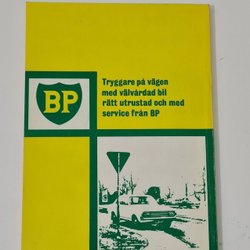 BP
Tryggare på vägen
med välvårdad bil
rätt utrustad och med
service från BP